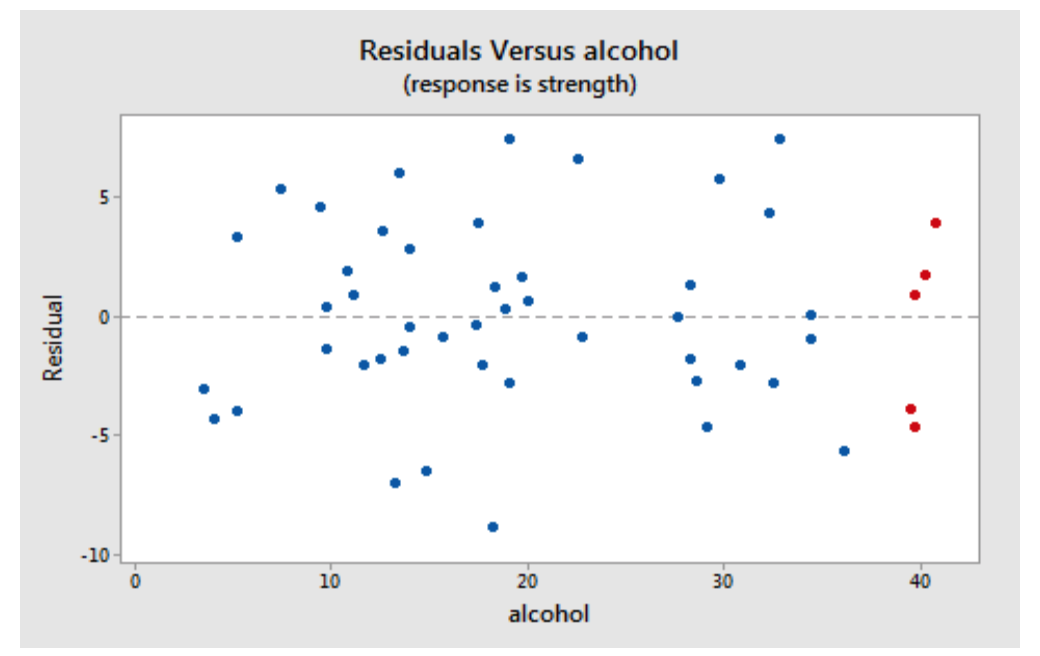 Residuals Versus alcohol
(response is strength)
Residual
5
0
-5
-10
0 10 20 30 40
alcohol